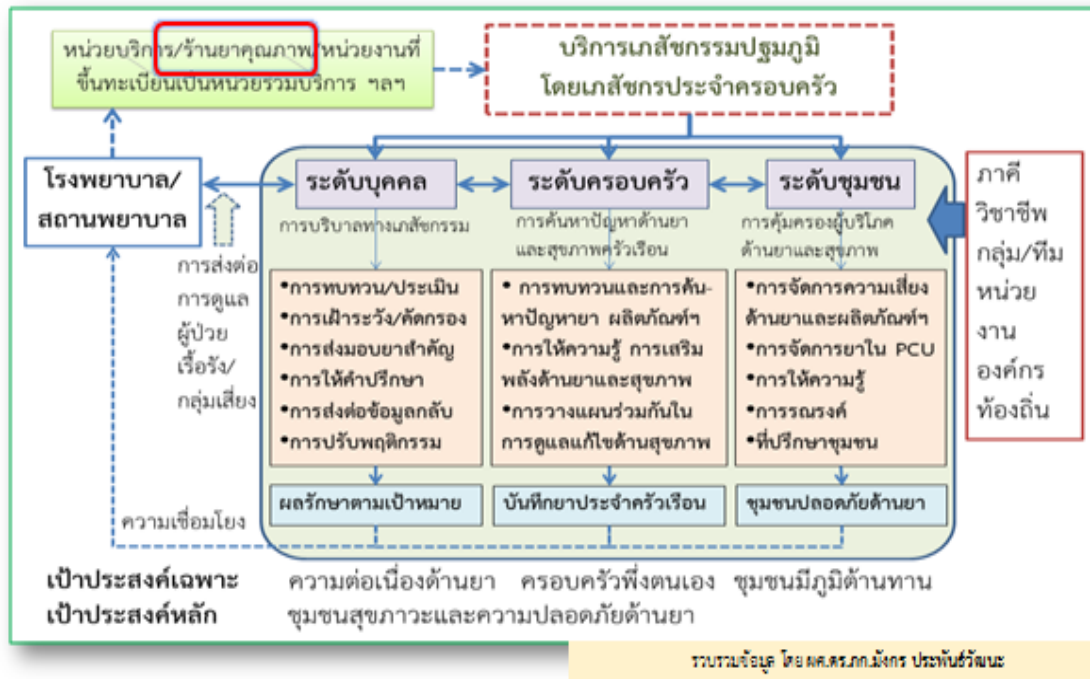 หน่วยบริการ/ร้านยาคุณภาพ/หน่วยงานที่
ขึ้นทะเบียนเป็นหน่วยร่วมบริการ ฯลฯ
บริการเภสัชกรรมปฐมภูมิ
โดยเภสัชกรประจำครอบครัว
โรงพยาบาล/
สถานพยาบาล
ระดับบุคคล
ระดับครอบครัว
ระดับชุมชน
การบริบาลทางเภสัชกรรม
การค้นหาปัญหาด้านยา
และสุขภาพครัวเรือน
การคุ้มครองผู้บริโภค
ด้านยาและสุขภาพ
การส่งต่อ
การดูแล
ผู้ป่วย
เรื้อรัง/
กลุ่มเสี่ยง
•การทบทวน/ประเมิน
•การเฝ้าระวัง/คัดกรอง
•การส่งมอบยาสำคัญ
•การให้คำปรึกษา
•การส่งต่อข้อมูลกลับ
•การปรับพฤติกรรม
• การทบทวนและการค้น-
หาปัญหายา ผลิตภัณฑ์ฯ
•การให้ความรู้ การเสริม
พลังด้านยาและสุขภาพ
•การวางแผนร่วมกันใน
การดูแลแก้ไขด้านสุขภาพ
•การจัดการความเสี่ยง
ด้านยาและผลิตภัณฑ์ฯ
•การจัดการยาใน PCU
•การให้ความรู้
•การรณรงค์
•ที่ปรึกษาชุมชน
ภาคี
วิชาชีพ
กลุ่ม/ทีม
หน่วย
งาน
องค์กร
ท้องถิ่น
ผลรักษาตามเป้าหมาย
บันทึกยาประจำครัวเรือน
ชุมชนปลอดภัยด้านยา
ความเชื่อมโยง
เป้าประสงค์เฉพาะ ความต่อเนื่องด้านยา ครอบครัวพึ่งตนเอง ชุมชนมีภูมิต้านทาน
เป้าประสงค์หลัก ชุมชนสุขภาวะและความปลอดภัยด้านยา
รวบรวมข้อมูล โดย ผศ.ดร.ภก.มังกร ประพันธ์วัฒนะ